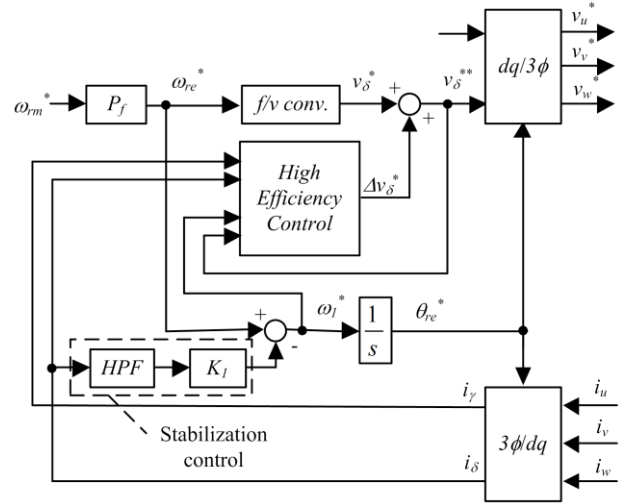 v_u^*
v_v^*
v_w^*
dq/3ϕ
ω_rm^*
P_f
ω_re^*
f/v conv.
v_δ^*
+
+
v_δ^**
High
Efficiency
Control
Δv_δ^*
+
-
ω_1^*
1
s
θ_re^*
HPF
K_1
Stabilization
control
i_γ
i_δ
3ϕ/dq
i_u
i_v
i_w